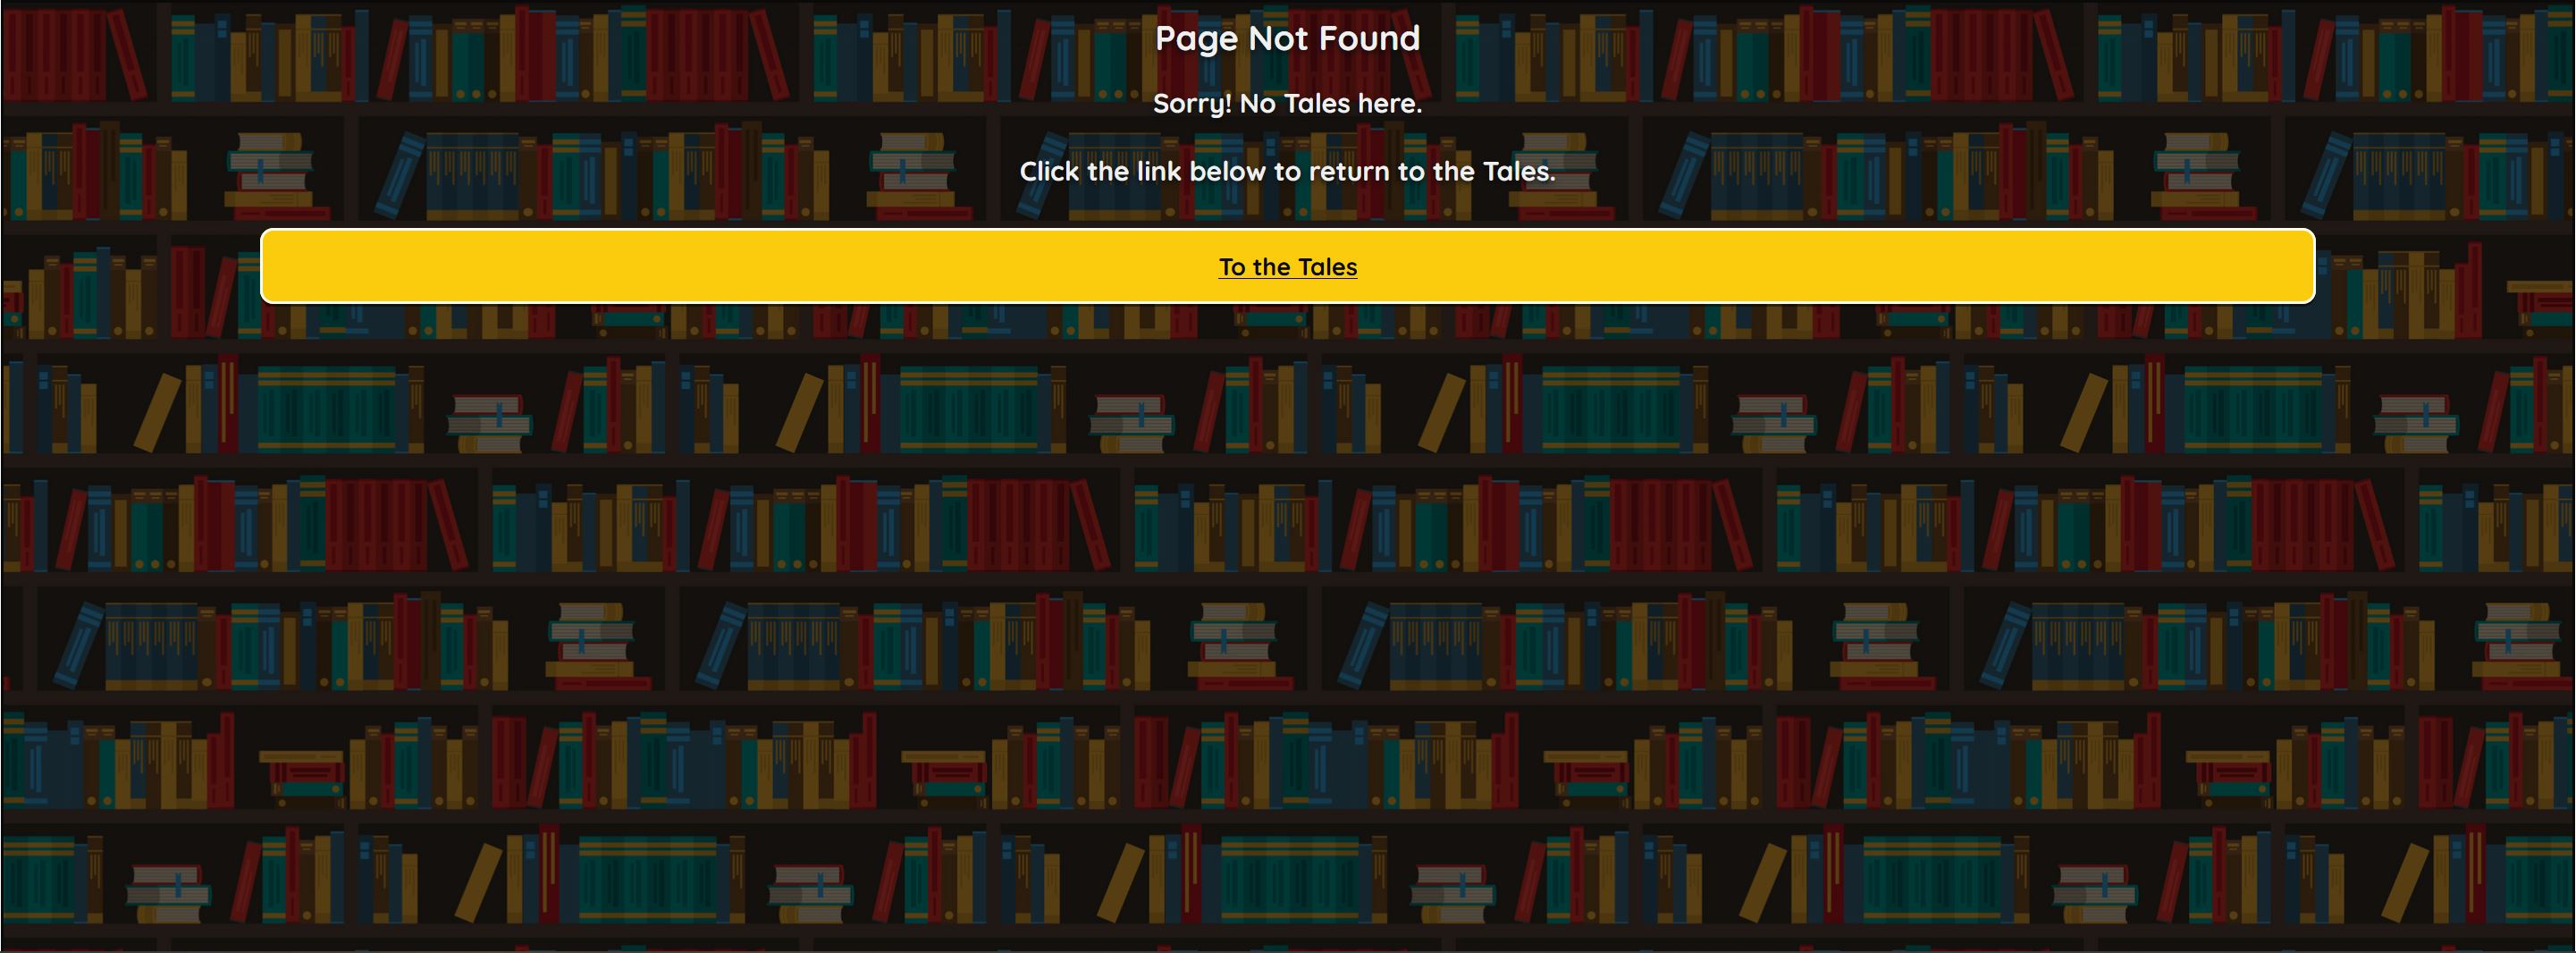 Page Not Found
Sorry! No Tales here.
Click the link below to return to the Tales.
To the Tales